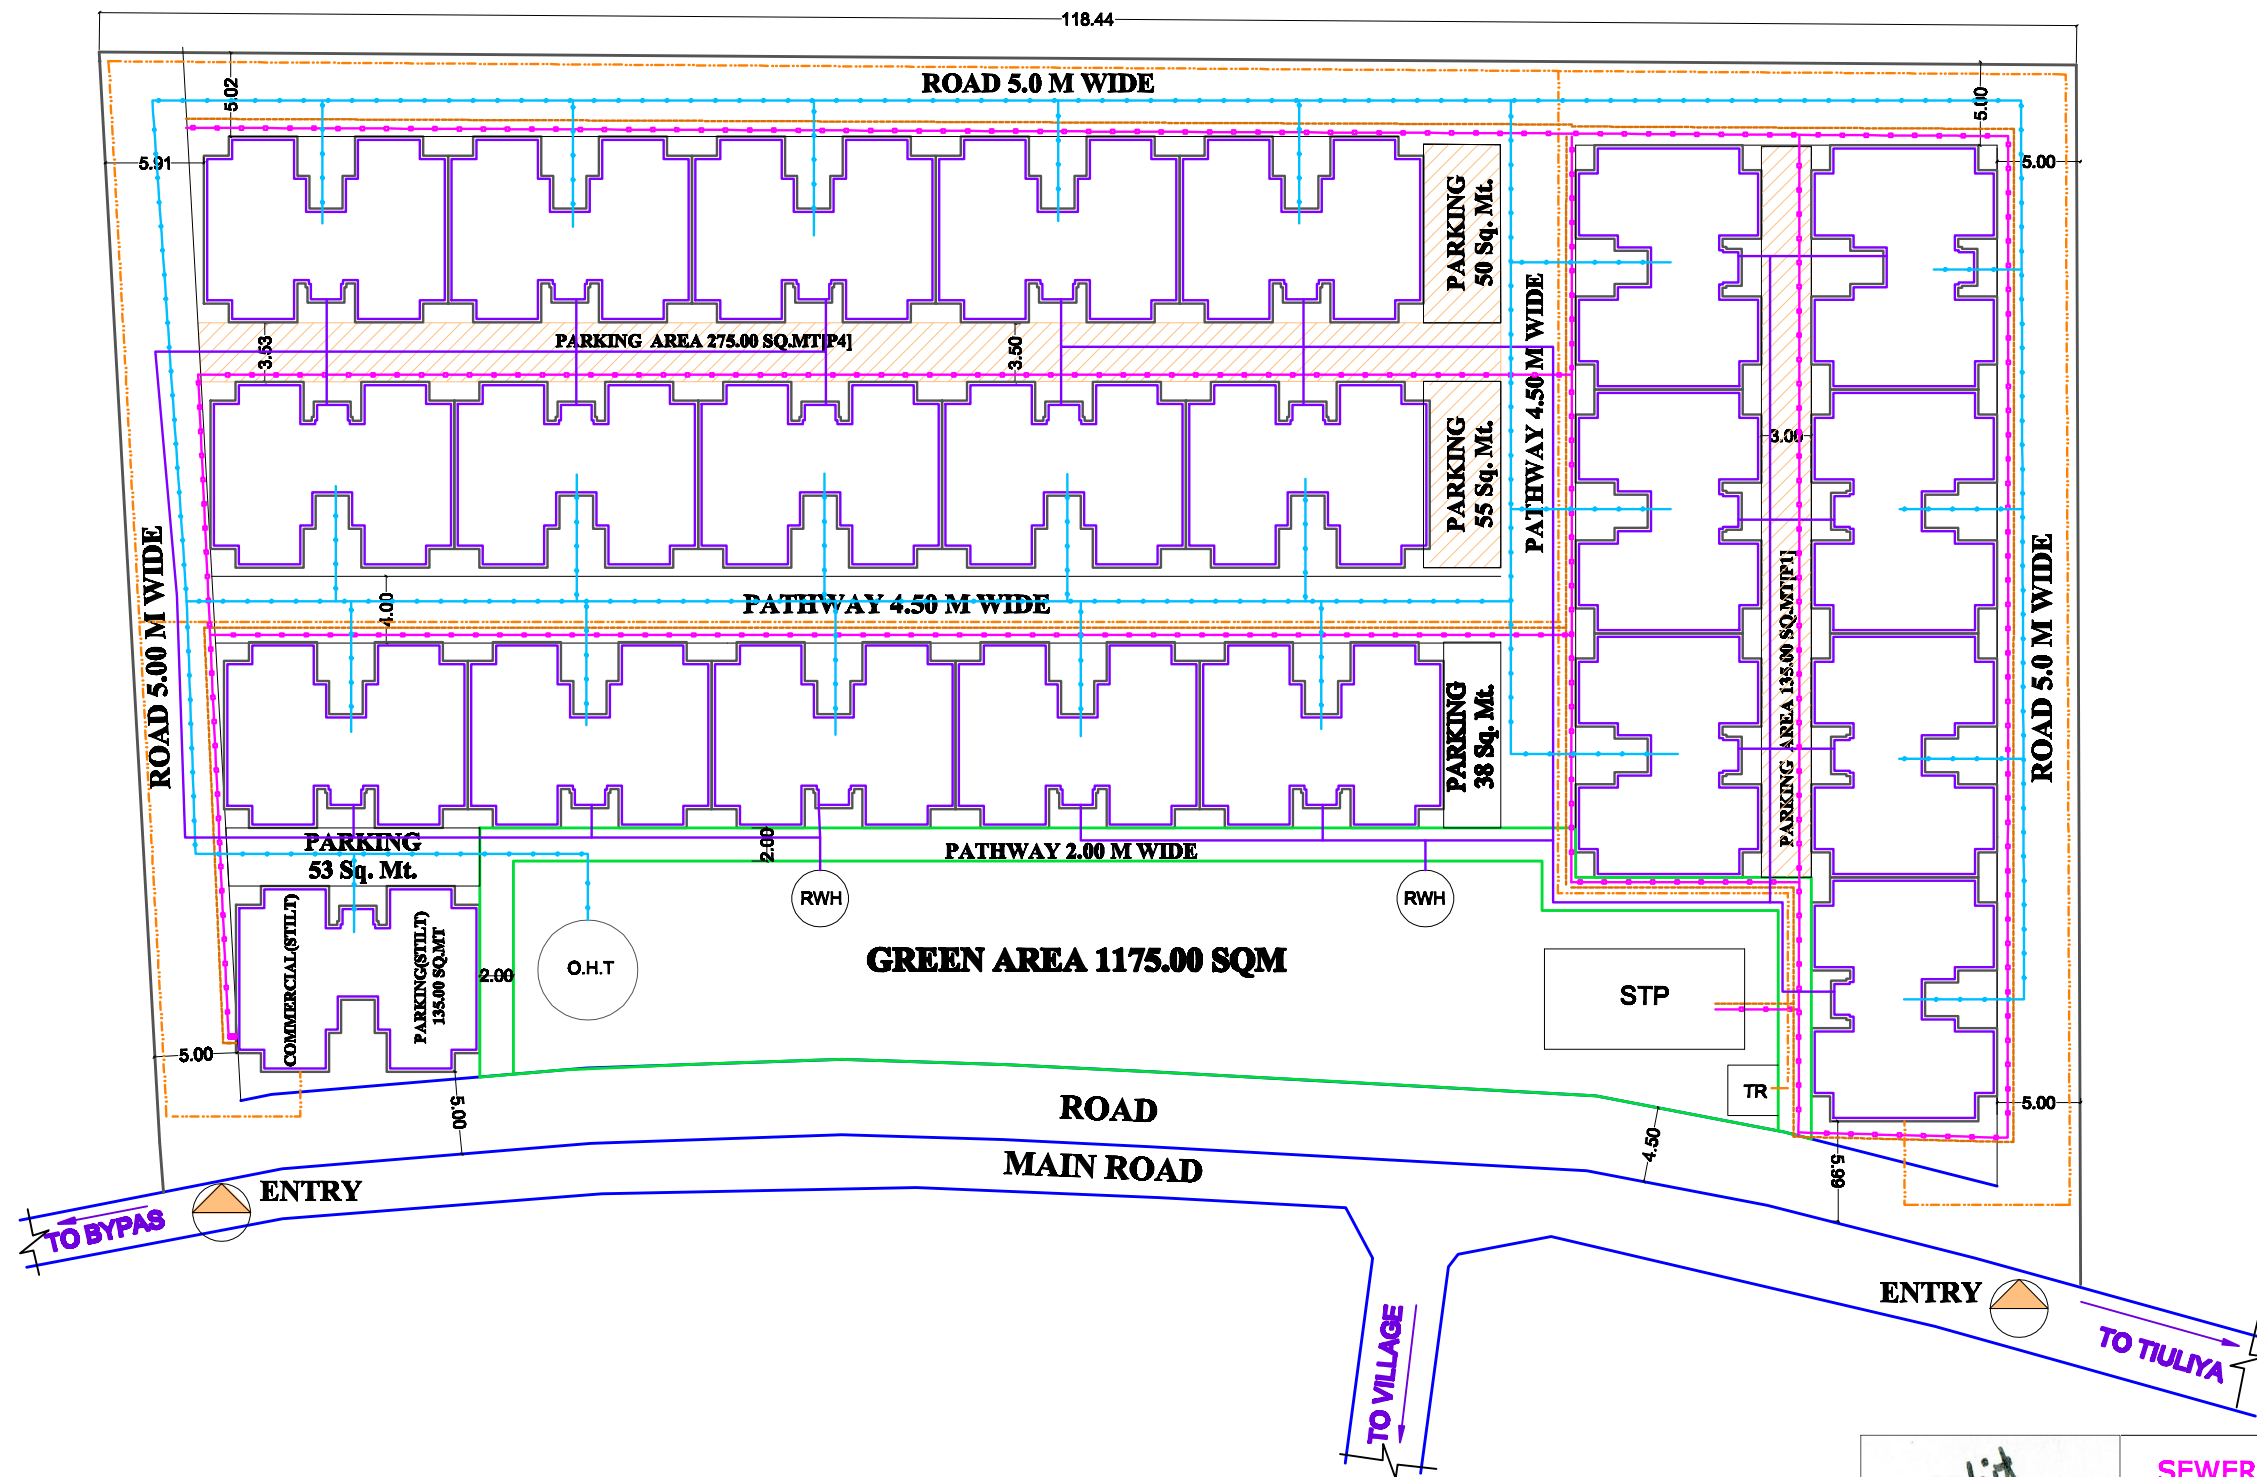 118.44
ROAD 5.0 M WIDE
5.02
5.00
5.91
5.00
PARKING
50 Sq. Mt.
PARKING AREA 275.00 SQ.MT[P4]
3.53
3.50
PATHWAY 4.50 M WIDE
PARKING
55 Sq. Mt.
3.00
PATHWAY 4.50 M WIDE
4.00
ROAD 5.00 M WIDE
PARKING AREA 135.00 SQ.MT[P1]
ROAD 5.0 M WIDE
PARKING
38 Sq. Mt.
PARKING
53 Sq. Mt.
2.00
PATHWAY 2.00 M WIDE
RWH
RWH
COMMERCIAL(STILT)
PARKING(STILT)
135.00 SQ.MT
2.00
O.H.T
GREEN AREA 1175.00 SQM
STP
5.00
TR
5.00
ROAD
5.00
4.50
5.99
MAIN ROAD
ENTRY
TO BYPAS
ENTRY
TO VILLAGE
TO TIULIYA
SEWER